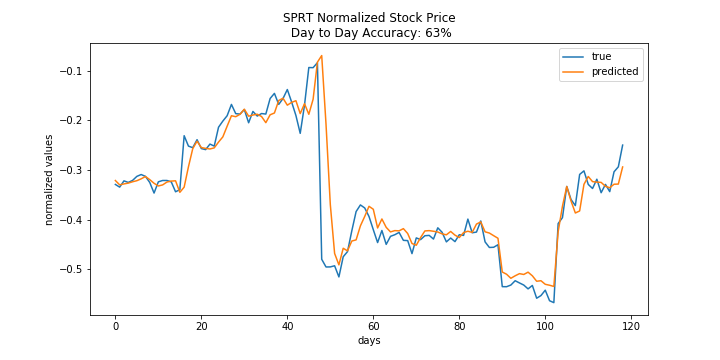 SPRT Normalized Stock Price
Day to Day Accuracy: 63%
true
predicted
normalized values
−0.1
−0.2
−0.3
−0.4
−0.5
0
20
40
60
80
100
120
days